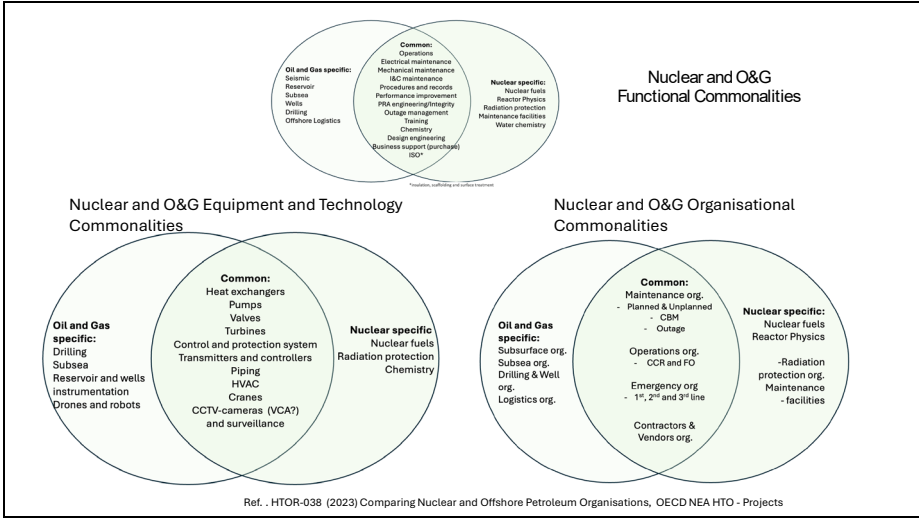 Nuclear and O&G
Functional Commonalities
Oil and Gas specific:
Seismic
Reservoir
Subsea
Wells
Drilling
Offshore Logistics
Common:
Operations
Electrical maintenance
Mechanical maintenance
I&C maintenance
Procedures and records
Performance improvement
PRA engineering/Integrity
Outage management
Training
Chemistry
Design engineering
Business support (purchase)
ISO*
Nuclear specific:
Nuclear fuels
Reactor Physics
Radiation protection
Maintenance facilities
Water chemistry
*Insulation, scaffolding and surface treatment
Nuclear and O&G Equipment and Technology
Commonalities
Oil and Gas
specific:
Drilling
Subsea
Reservoir and wells
instrumentation
Drones and robots
Common:
Heat exchangers
Pumps
Valves
Turbines
Control and protection system
Transmitters and controllers
Piping
HVAC
Cranes
CCTV-cameras (VCA?)
and surveillance
Nuclear specific
Nuclear fuels
Radiation protection
Chemistry
Nuclear and O&G Organisational
Commonalities
Oil and Gas
specific:
Subsurface org.
Subsea org.
Drilling & Well
org.
Logistics org.
Common:
Maintenance org.
- Planned & Unplanned
- CBM
- Outage
Operations org.
- CCR and FO
Emergency org
- 1st, 2nd and 3rd line
Contractors &
Vendors org.
Nuclear specific:
Nuclear fuels
Reactor Physics
-Radiation
protection org.
Maintenance
- facilities
Ref. . HTOR-038 (2023) Comparing Nuclear and Offshore Petroleum Organisations, OECD NEA HTO - Projects